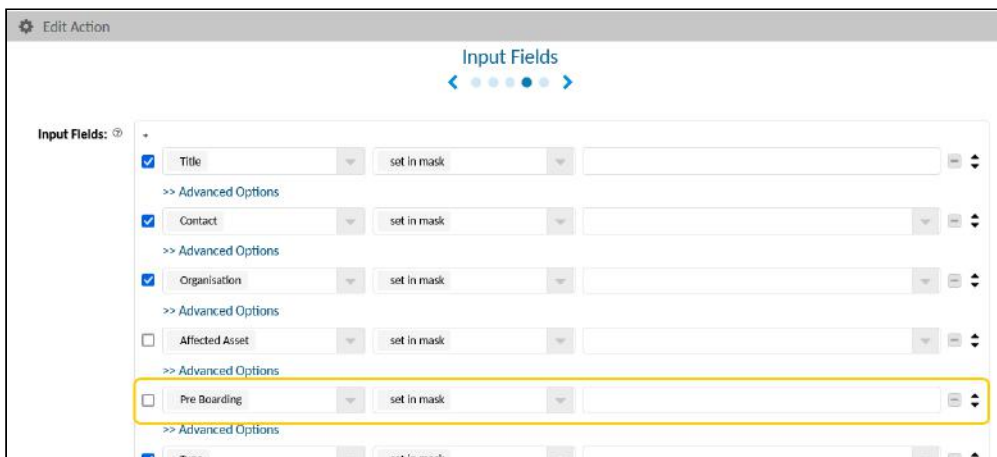 Edit Action
Input Fields
Input Fields:
Title set in mask
>> Advanced Options
Contact set in mask
>> Advanced Options
Organisation set in mask
>> Advanced Options
Affected Asset set in mask
>> Advanced Options
Pre Boarding set in mask
>> Advanced Options